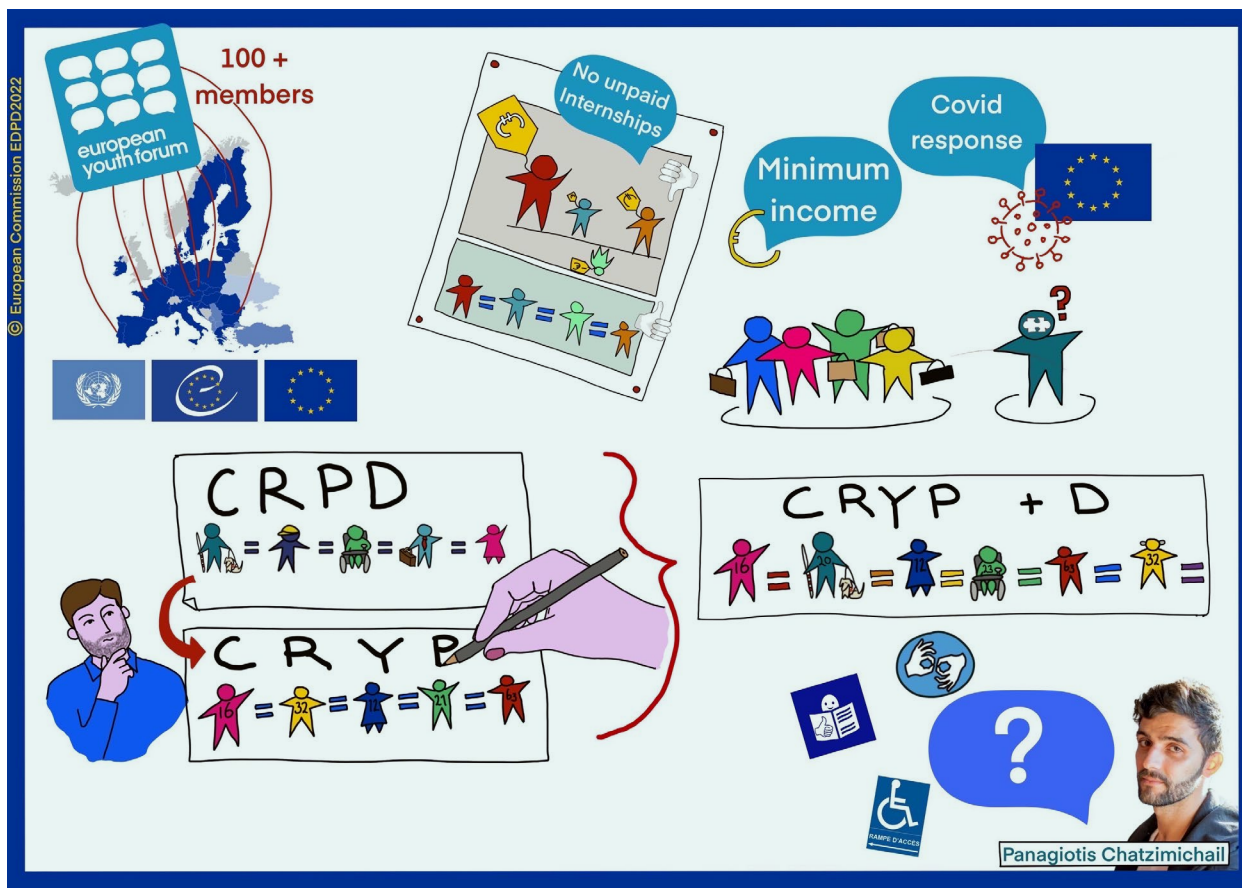 © European Commission EDPD2022
european
youth forum
100 +
members
No unpaid
Internships
€
Minimum
income
€
Covid
response
?
CRPD
CRYP
16 = 32 = 12 = 21 = 63
CRYP + D
16 = 20 = 12 = 23 = 63 = 32 =
?
RAMPE D'ACCES
Panagiotis Chatzimichail